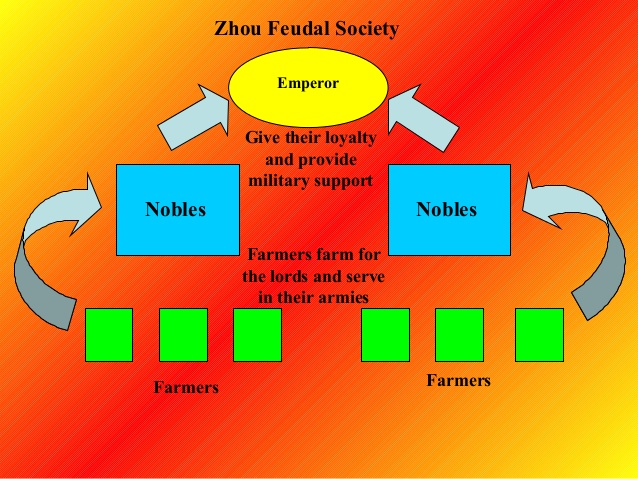 Zhou Feudal Society
Emperor
Give their loyalty
and provide
military support
Nobles
Nobles
Farmers farm for
the lords and serve
in their armies
Farmers
Farmers